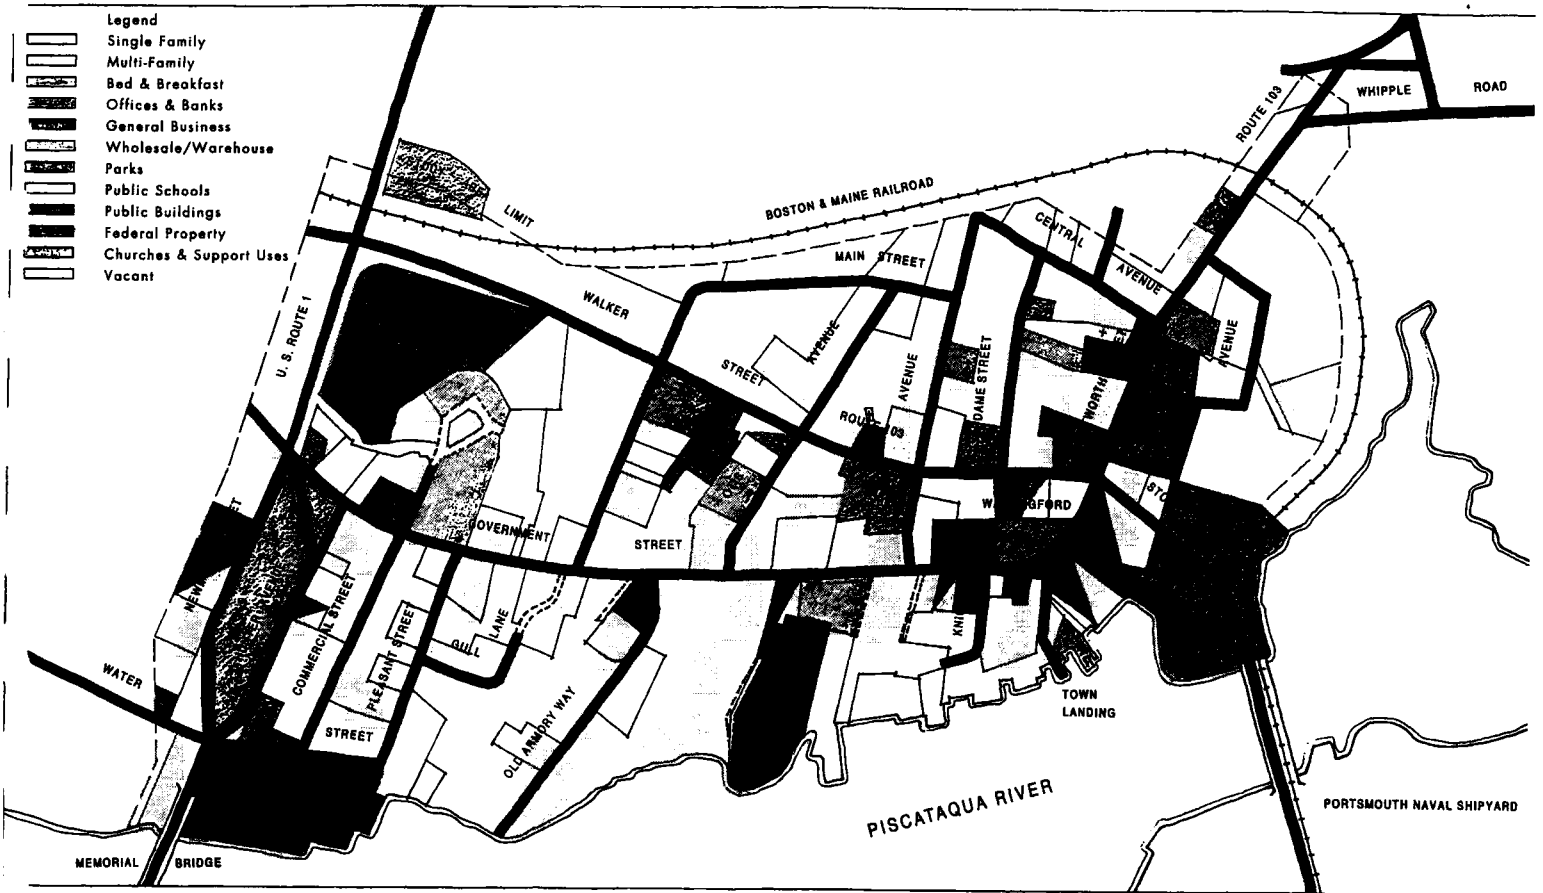 Legend
Single Family
Multi-Family
Bed & Breakfast
Offices & Banks
General Business
Wholesale/Warehouse
Parks
Public Schools
Public Buildings
Federal Property
Churches & Support Uses
Vacant
WHIPPLE ROAD
ROUTE 103
LIMIT
BOSTON & MAINE RAILROAD
CENTRAL
AVENUE
MAIN STREET
WALKER
STREET
U. S. ROUTE 1
AVENUE
AVENUE
DAME STREET
AVENUE
ROUTE 103
GOVERNMENT
STREET
NEW
COMMERCIAL STREET
PLEASANT STREET
GULL
LANE
WATER
STREET
OLD ARMORY WAY
TOWN
LANDING
PISCATAQUA RIVER
PORTSMOUTH NAVAL SHIPYARD
MEMORIAL BRIDGE